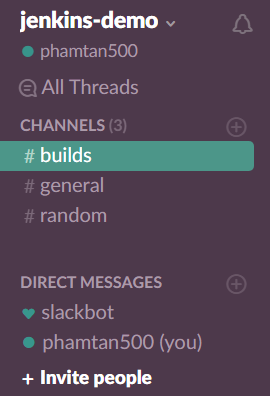 jenkins-demo
phamtan500
All Threads
CHANNELS (3)
# builds
# general
# random
DIRECT MESSAGES
slackbot
phamtan500 (you)
+ Invite people